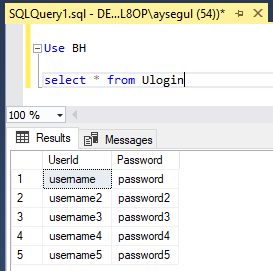 SQLQuery1.sql - DE...L8OP\aysegul (54))*
Use BH
select * from Ulogin
100 %
Results Messages
UserId Password
1 username password
2 username2 password2
3 username3 password3
4 username4 password4
5 username5 password5